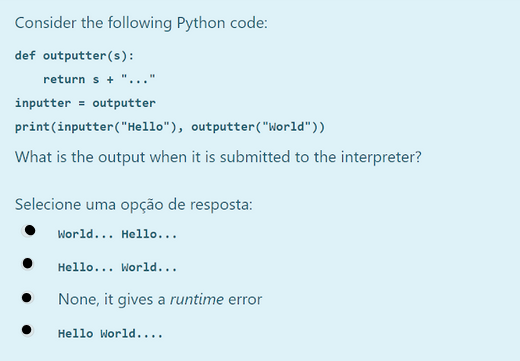 Consider the following Python code:
def outputter(s):
    return s + "..."
inputter = outputter
print(inputter("Hello"), outputter("World"))
What is the output when it is submitted to the interpreter?
Selecione uma opção de resposta:
World... Hello...
Hello... World...
None, it gives a runtime error
Hello World....